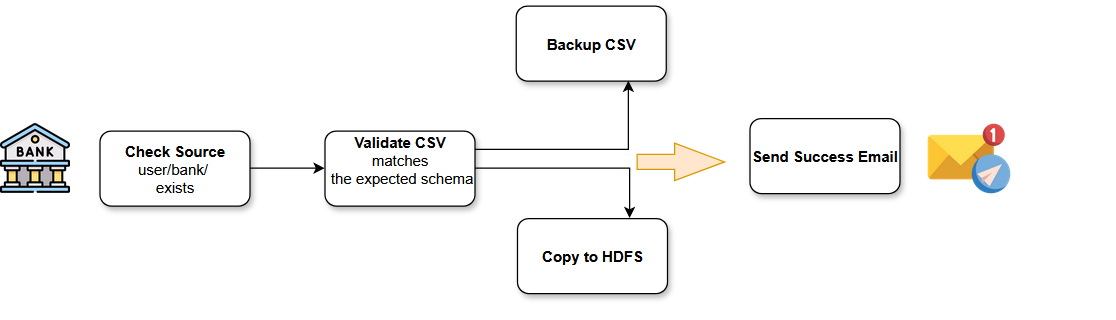 BANK
Check Source
user/bank/
exists
Validate CSV
matches
the expected schema
Backup CSV
Copy to HDFS
Send Success Email
1